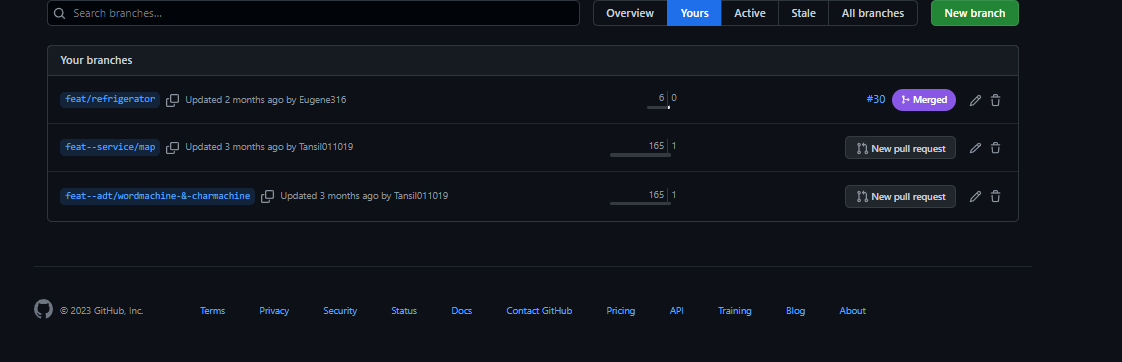 Search branches...
Overview Yours Active Stale All branches New branch
Your branches
feat/refrigerator Updated 2 months ago by Eugene316 6 0 #30 Merged
feat--service/map Updated 3 months ago by Tansil011019 165 1 New pull request
feat--adt/wordmachine-&-charmachine Updated 3 months ago by Tansil011019 165 1 New pull request
© 2023 GitHub, Inc. Terms Privacy Security Status Docs Contact GitHub Pricing API Training Blog About